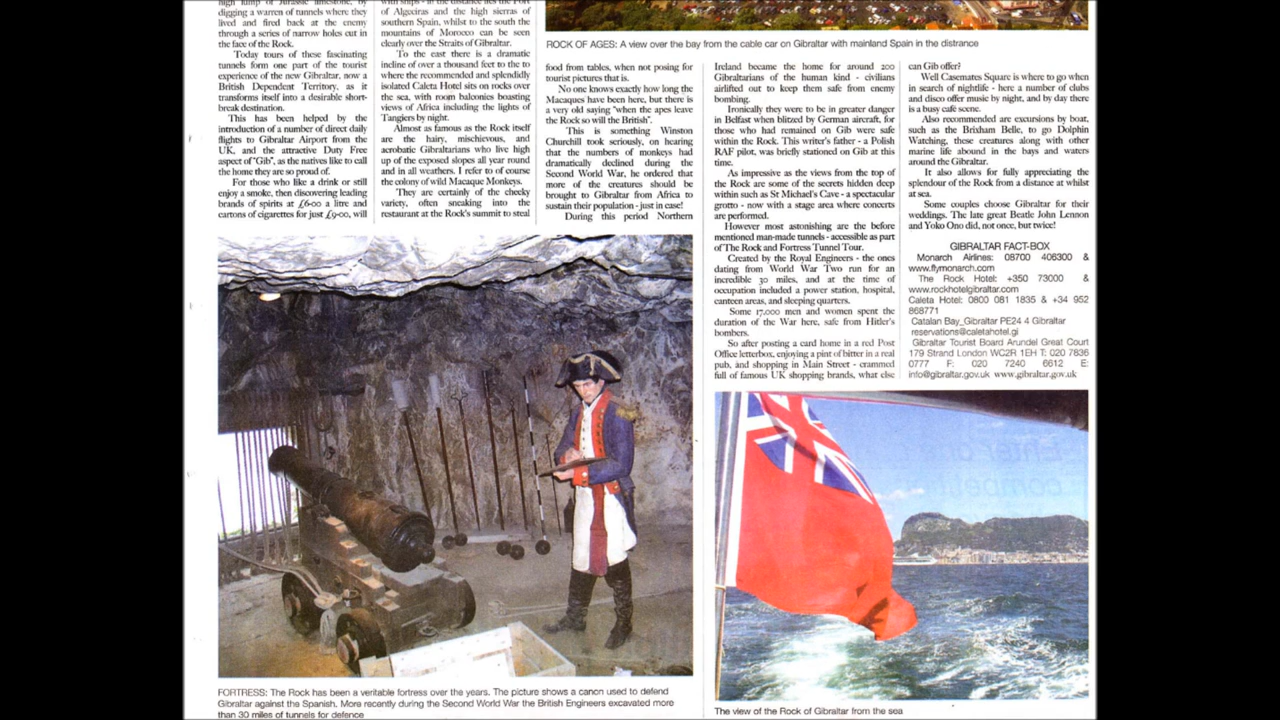 high lump of Jurassic limestone, by
digging a warren of tunnels where they
lived and fired back at the enemy
through a series of narrow holes cut in
the face of the Rock.
Today tours of these fascinating
tunnels form one part of the tourist
experience of the new Gibraltar, now a
British Dependent Territory, as it
transforms itself into a desirable short-
break destination.
This has been helped by the
introduction of a number of direct daily
flights to Gibraltar Airport from the
UK, and the attractive Duty Free
aspect of "Gib", as the natives like to call
the home they are so proud of.
For those who like a drink or still
enjoy a smoke, then discovering leading
brands of spirits at £6-00 a litre and
cartons of cigarettes for just £9-00, will
with ships - in the distance lies the Port
of Algeciras and the high sierras of
southern Spain, whilst to the south the
mountains of Morocco can be seen
clearly over the Straits of Gibraltar.
To the east there is a dramatic
incline of over a thousand feet to the to
where the recommended and splendidly
isolated Caleta Hotel sits on rocks over
the sea, with room balconies boasting
views of Africa including the lights of
Tangiers by night.
Almost as famous as the Rock itself
are the hairy, mischievous, and
acrobatic Gibraltarians who live high
up of the exposed slopes all year round
and in all weathers. I refer to of course
the colony of wild Macaque Monkeys.
They are certainly of the cheeky
variety, often sneaking into the
restaurant at the Rock's summit to steal
ROCK OF AGES: A view over the bay from the cable car on Gibraltar with mainland Spain in the distrance
food from tables, when not posing for
tourist pictures that is.
No one knows exactly how long the
Macaques have been here, but there is
a very old saying "when the apes leave
the Rock so will the British".
This is something Winston
Churchill took seriously, on hearing
that the numbers of monkeys had
dramatically declined during the
Second World War, he ordered that
more of the creatures should be
brought to Gibraltar from Africa to
sustain their population - just in case!
During this period Northern
Ireland became the home for around 200
Gibraltarians of the human kind - civilians
airlifted out to keep them safe from enemy
bombing.
Ironically they were to be in greater danger
in Belfast when blitzed by German aircraft, for
those who had remained on Gib were safe
within the Rock. This writer's father - a Polish
RAF pilot, was briefly stationed on Gib at this
time.
As impressive as the views from the top of
the Rock are some of the secrets hidden deep
within such as St Michael's Cave - a spectacular
grotto - now with a stage area where concerts
are performed.
However most astonishing are the before
mentioned man-made tunnels - accessible as part
of The Rock and Fortress Tunnel Tour.
Created by the Royal Engineers - the ones
dating from World War Two run for an
incredible 30 miles, and at the time of
occupation included a power station, hospital,
canteen areas, and sleeping quarters.
Some 17,000 men and women spent the
duration of the War here, safe from Hitler's
bombers.
So after posting a card home in a red Post
Office letterbox, enjoying a pint of bitter in a real
pub, and shopping in Main Street - crammed
full of famous UK shopping brands, what else
can Gib offer?
Well Casemates Square is where to go when
in search of nightlife - here a number of clubs
and disco offer music by night, and by day there
is a busy café scene.
Also recommended are excursions by boat,
such as the Brixham Belle, to go Dolphin
Watching, these creatures along with other
marine life abound in the bays and waters
around the Gibraltar.
It also allows for fully appreciating the
splendour of the Rock from a distance at whilst
at sea.
Some couples choose Gibraltar for their
weddings. The late great Beatle John Lennon
and Yoko Ono did, not once, but twice!
GIBRALTAR FACT-BOX
Monarch Airlines: 08700 406300 &
www.flymonarch.com
The Rock Hotel: +350 73000 &
www.rockhotelgibraltar.com
Caleta Hotel: 0800 081 1835 & +34 952
868771
Catalan Bay_Gibraltar PE24 4 Gibraltar
reservations@caletahotel.gi
Gibraltar Tourist Board Arundel Great Court
179 Strand London WC2R 1EH T: 020 7836
0777 F: 020 7240 6612 E:
info@gibraltar.gov.uk www.gibraltar.gov.uk
FORTRESS: The Rock has been a veritable fortress over the years. The picture shows a canon used to defend
Gibraltar against the Spanish. More recently during the Second World War the British Engineers excavated more
than 30 miles of tunnels for defence
The view of the Rock of Gibraltar from the sea